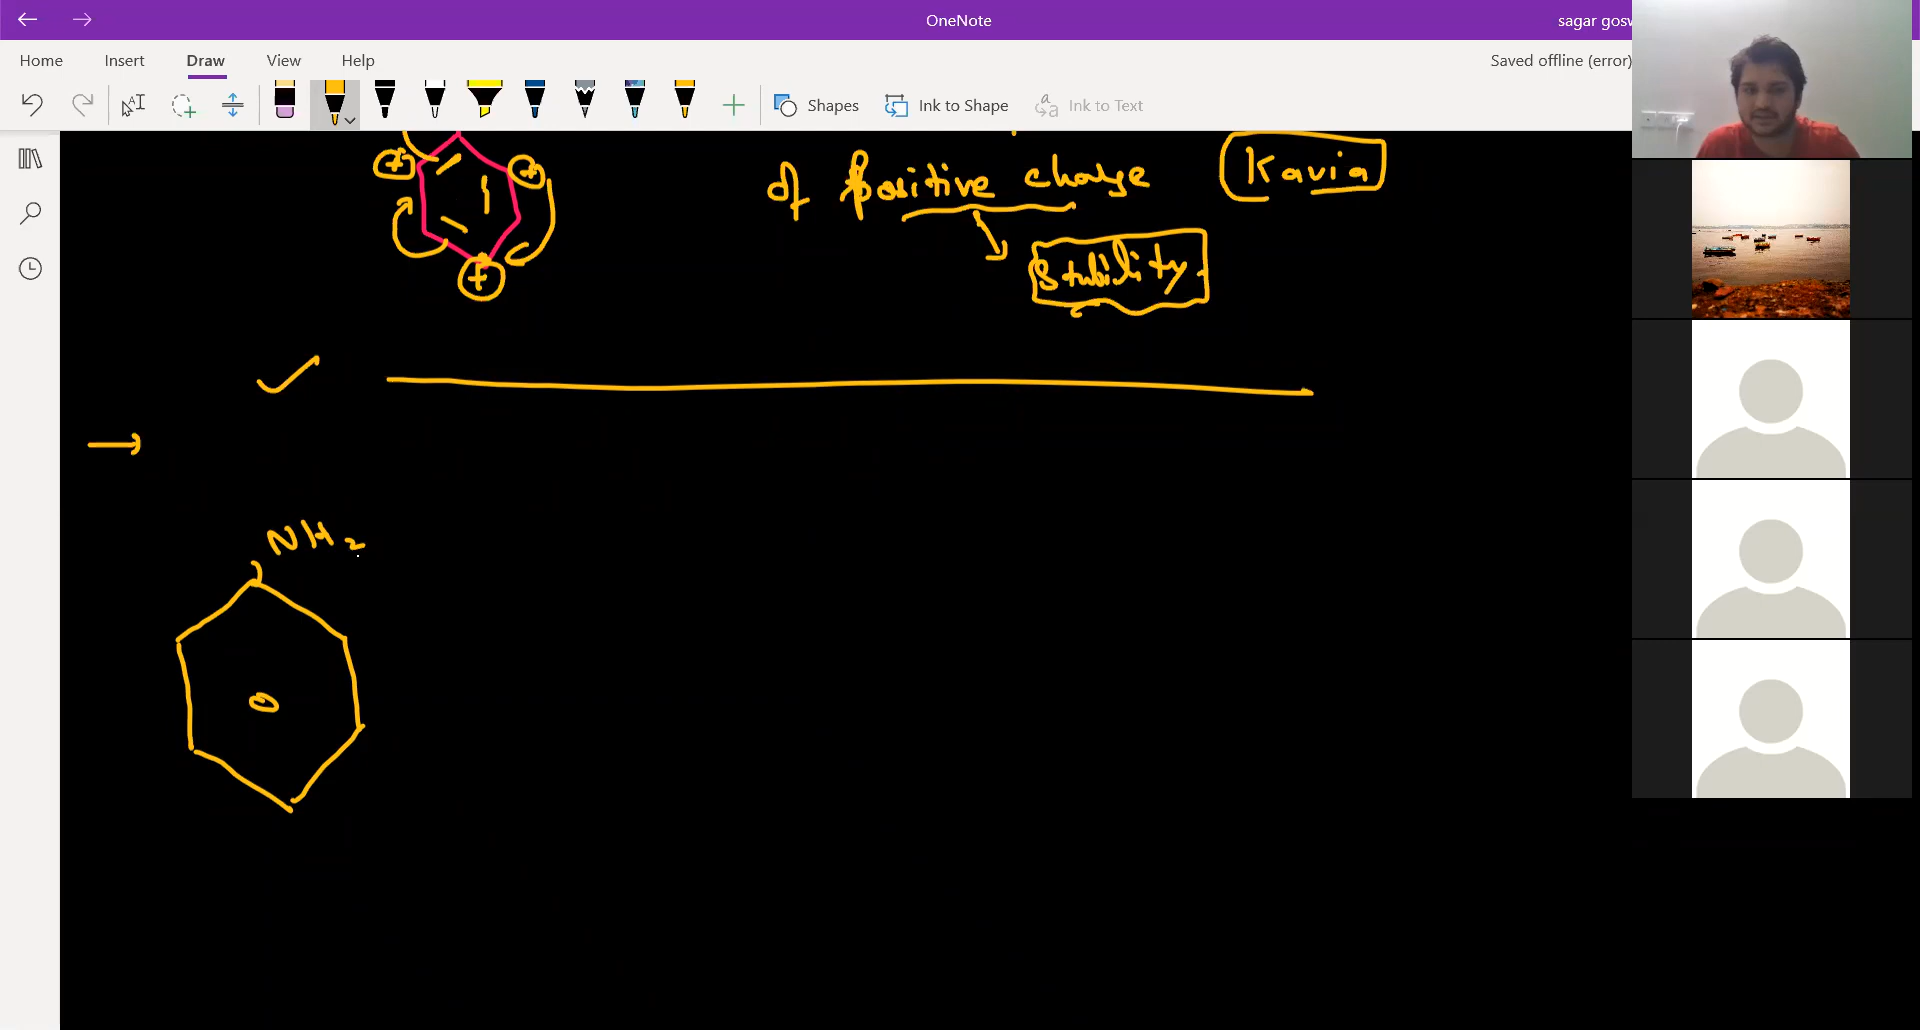 OneNote
sagar gosw
Home Insert Draw View Help
Saved offline (error)
Shapes Ink to Shape Ink to Text
+ +
of positive charge Kavia
+
Stability
NH2